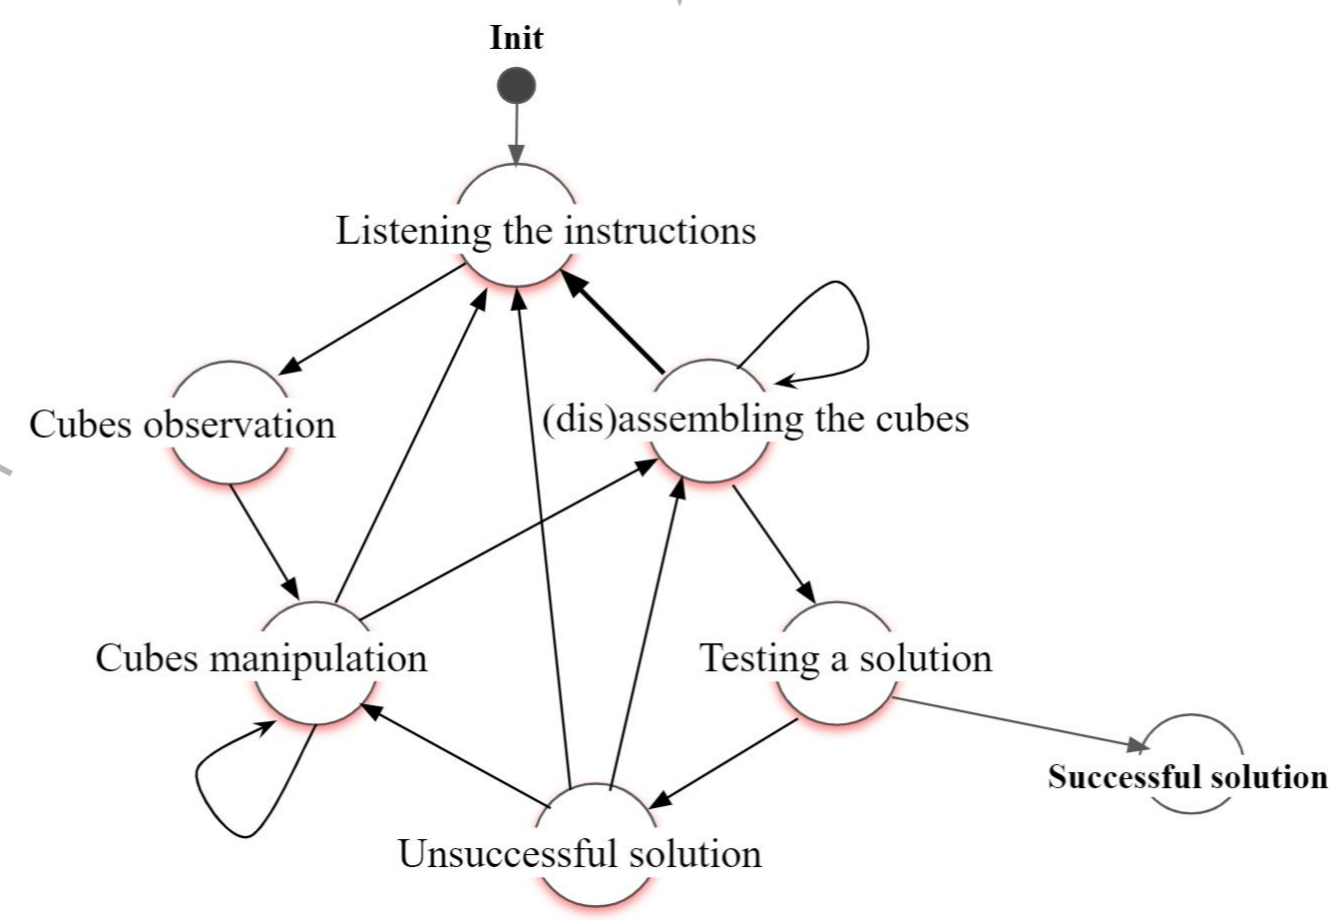 Init
Listening the instructions
Cubes observation
(dis)assembling the cubes
Cubes manipulation
Testing a solution
Successful solution
Unsuccessful solution